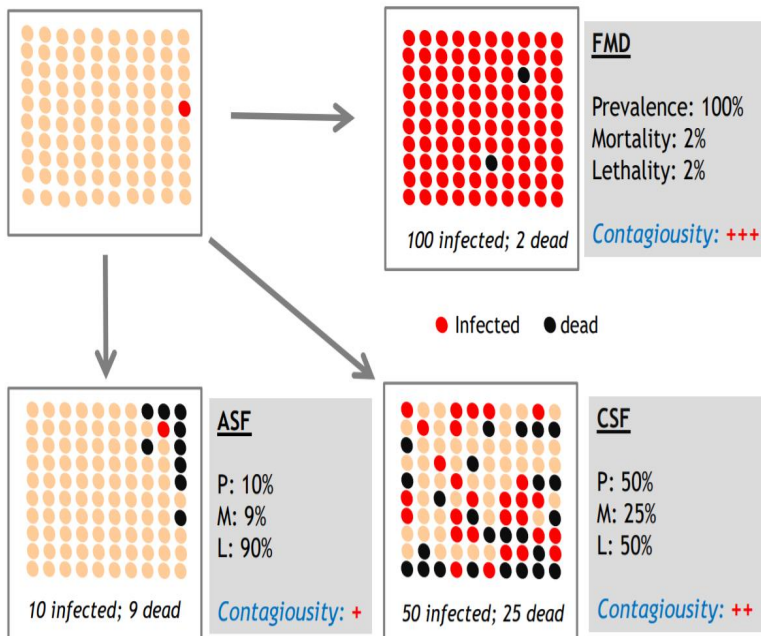 FMD
Prevalence: 100%
Mortality: 2%
Lethality: 2%
Contagiousity: +++
100 infected; 2 dead
Infected
dead
ASF
P: 10%
M: 9%
L: 90%
Contagiousity: +
10 infected; 9 dead
CSF
P: 50%
M: 25%
L: 50%
Contagiousity: ++
50 infected; 25 dead